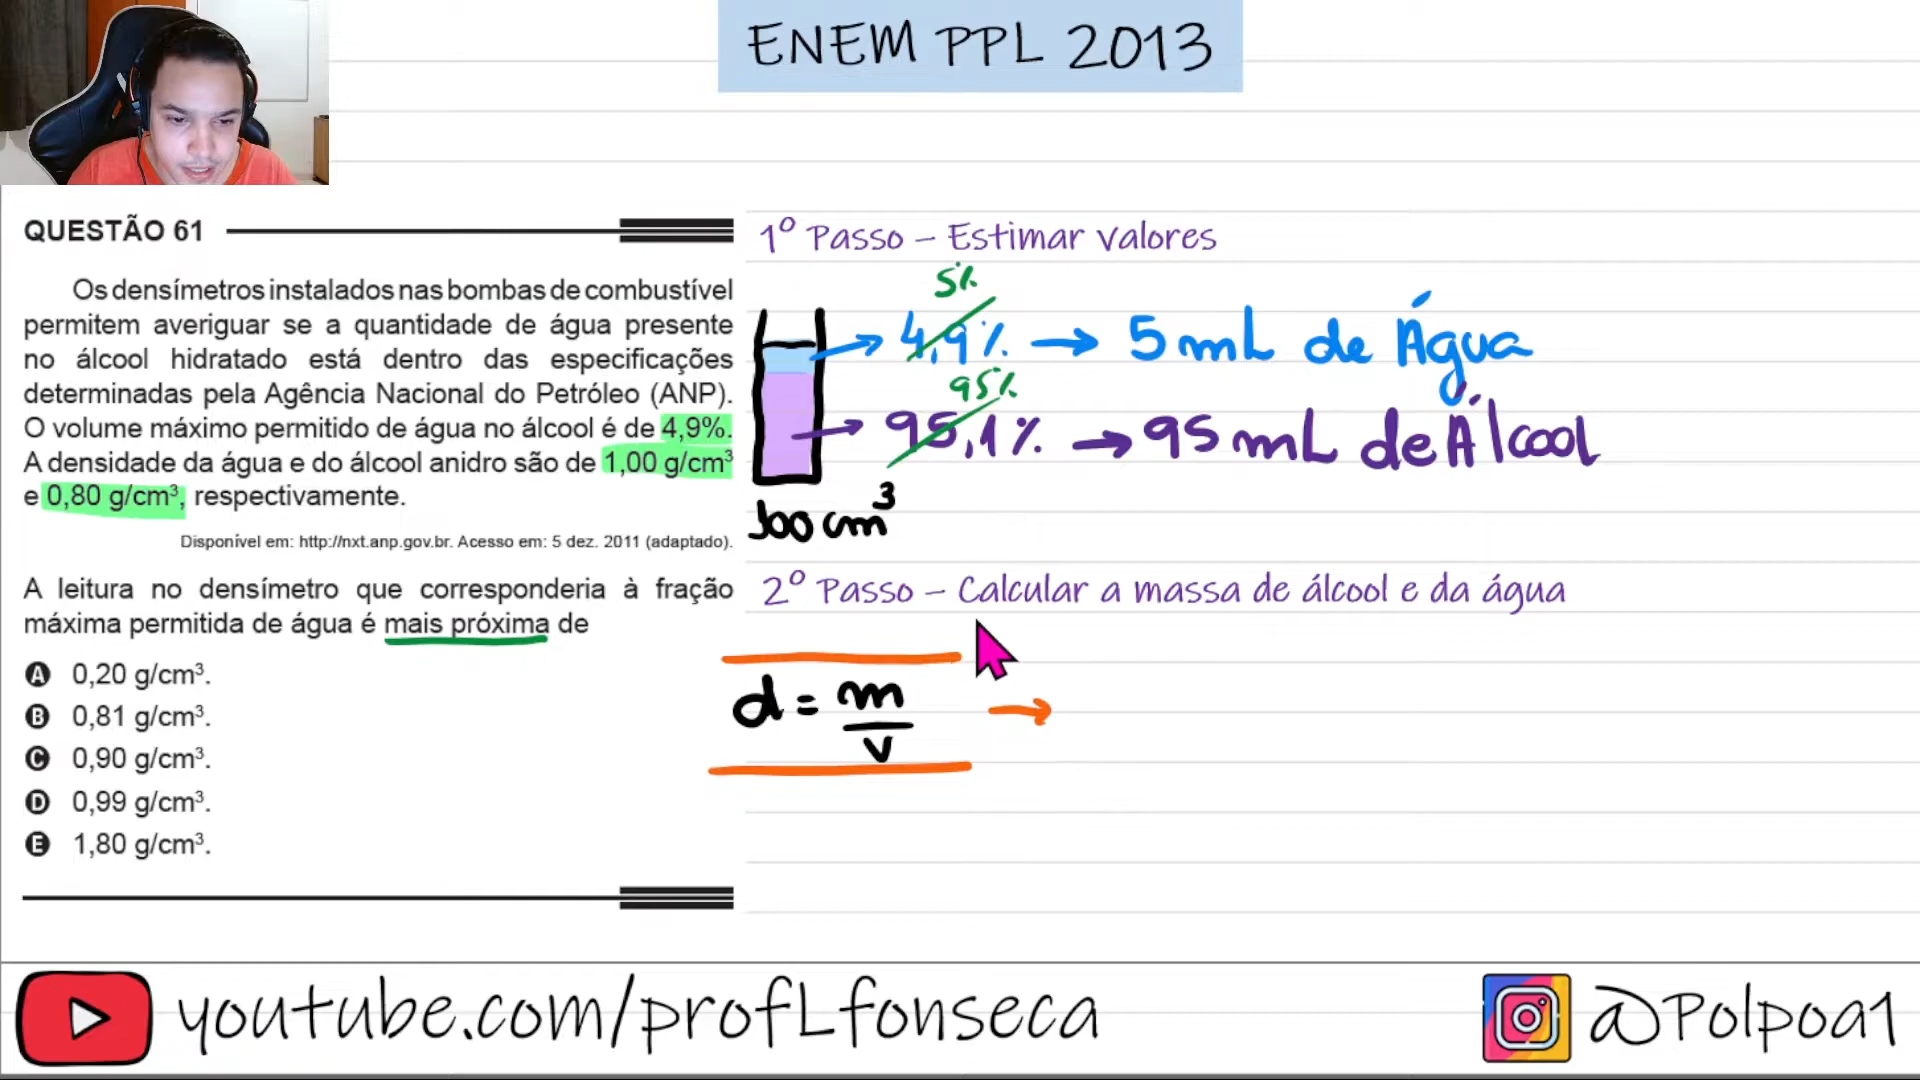 ENEM PPL 2013
QUESTÃO 61
Os densímetros instalados nas bombas de combustível
permitem averiguar se a quantidade de água presente
no álcool hidratado está dentro das especificações
determinadas pela Agência Nacional do Petróleo (ANP).
O volume máximo permitido de água no álcool é de 4,9%.
A densidade da água e do álcool anidro são de 1,00 g/cm³
e 0,80 g/cm³, respectivamente.
Disponível em: http://nxt.anp.gov.br. Acesso em: 5 dez. 2011 (adaptado).
A leitura no densímetro que corresponderia à fração
máxima permitida de água é mais próxima de
A 0,20 g/cm³.
B 0,81 g/cm³.
C 0,90 g/cm³.
D 0,99 g/cm³.
E 1,80 g/cm³.
1º Passo – Estimar valores
5%
4,9% → 5 mL de Água
95%
95,1% → 95 mL de Álcool
100 cm³
2º Passo – Calcular a massa de álcool e da água
d = m/v →
youtube.com/profLfonseca
@Polpoa1